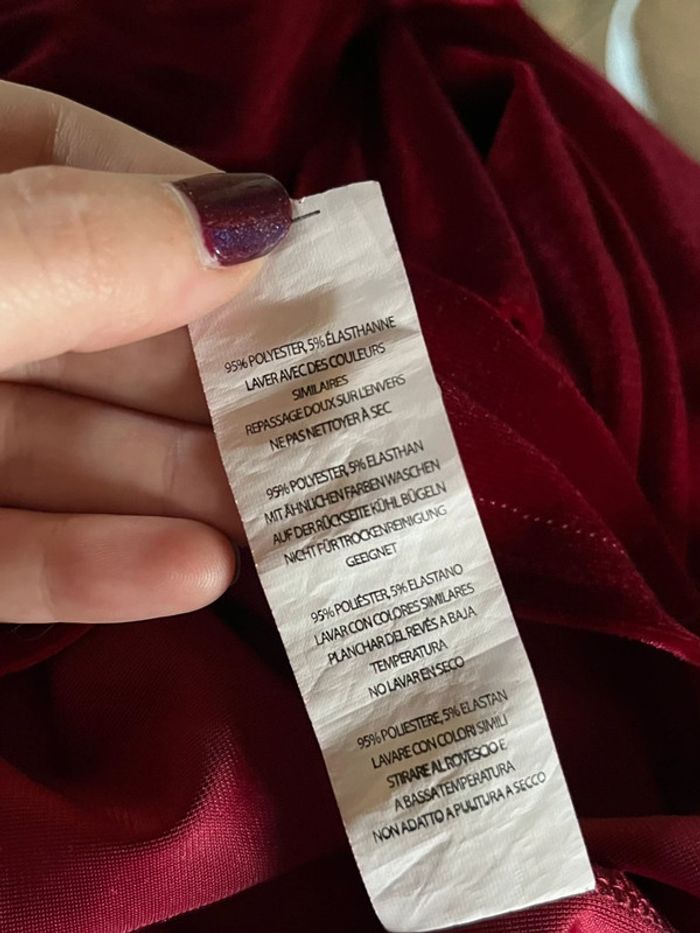 95% POLYESTER, 5% ÉLASTHANNE
LAVER AVEC DES COULEURS
SIMILAIRES
REPASSAGE DOUX SUR L'ENVERS
NE PAS NETTOYER À SEC
95% POLYESTER, 5% ELASTHAN
MIT ÄHNLICHEN FARBEN WASCHEN
AUF DER RÜCKSEITE KÜHL BÜGELN
NICHT FÜR TROCKENREINIGUNG
GEEIGNET
95% POLIÉSTER, 5% ELASTANO
LAVAR CON COLORES SIMILARES
PLANCHAR DEL REVÉS A BAJA
TEMPERATURA
NO LAVAR EN SECO
95% POLIESTERE, 5% ELASTAN
LAVARE CON COLORI SIMILI
STIRARE AL ROVESCIO E
A BASSA TEMPERATURA
NON ADATTO A PULITURA A SECCO